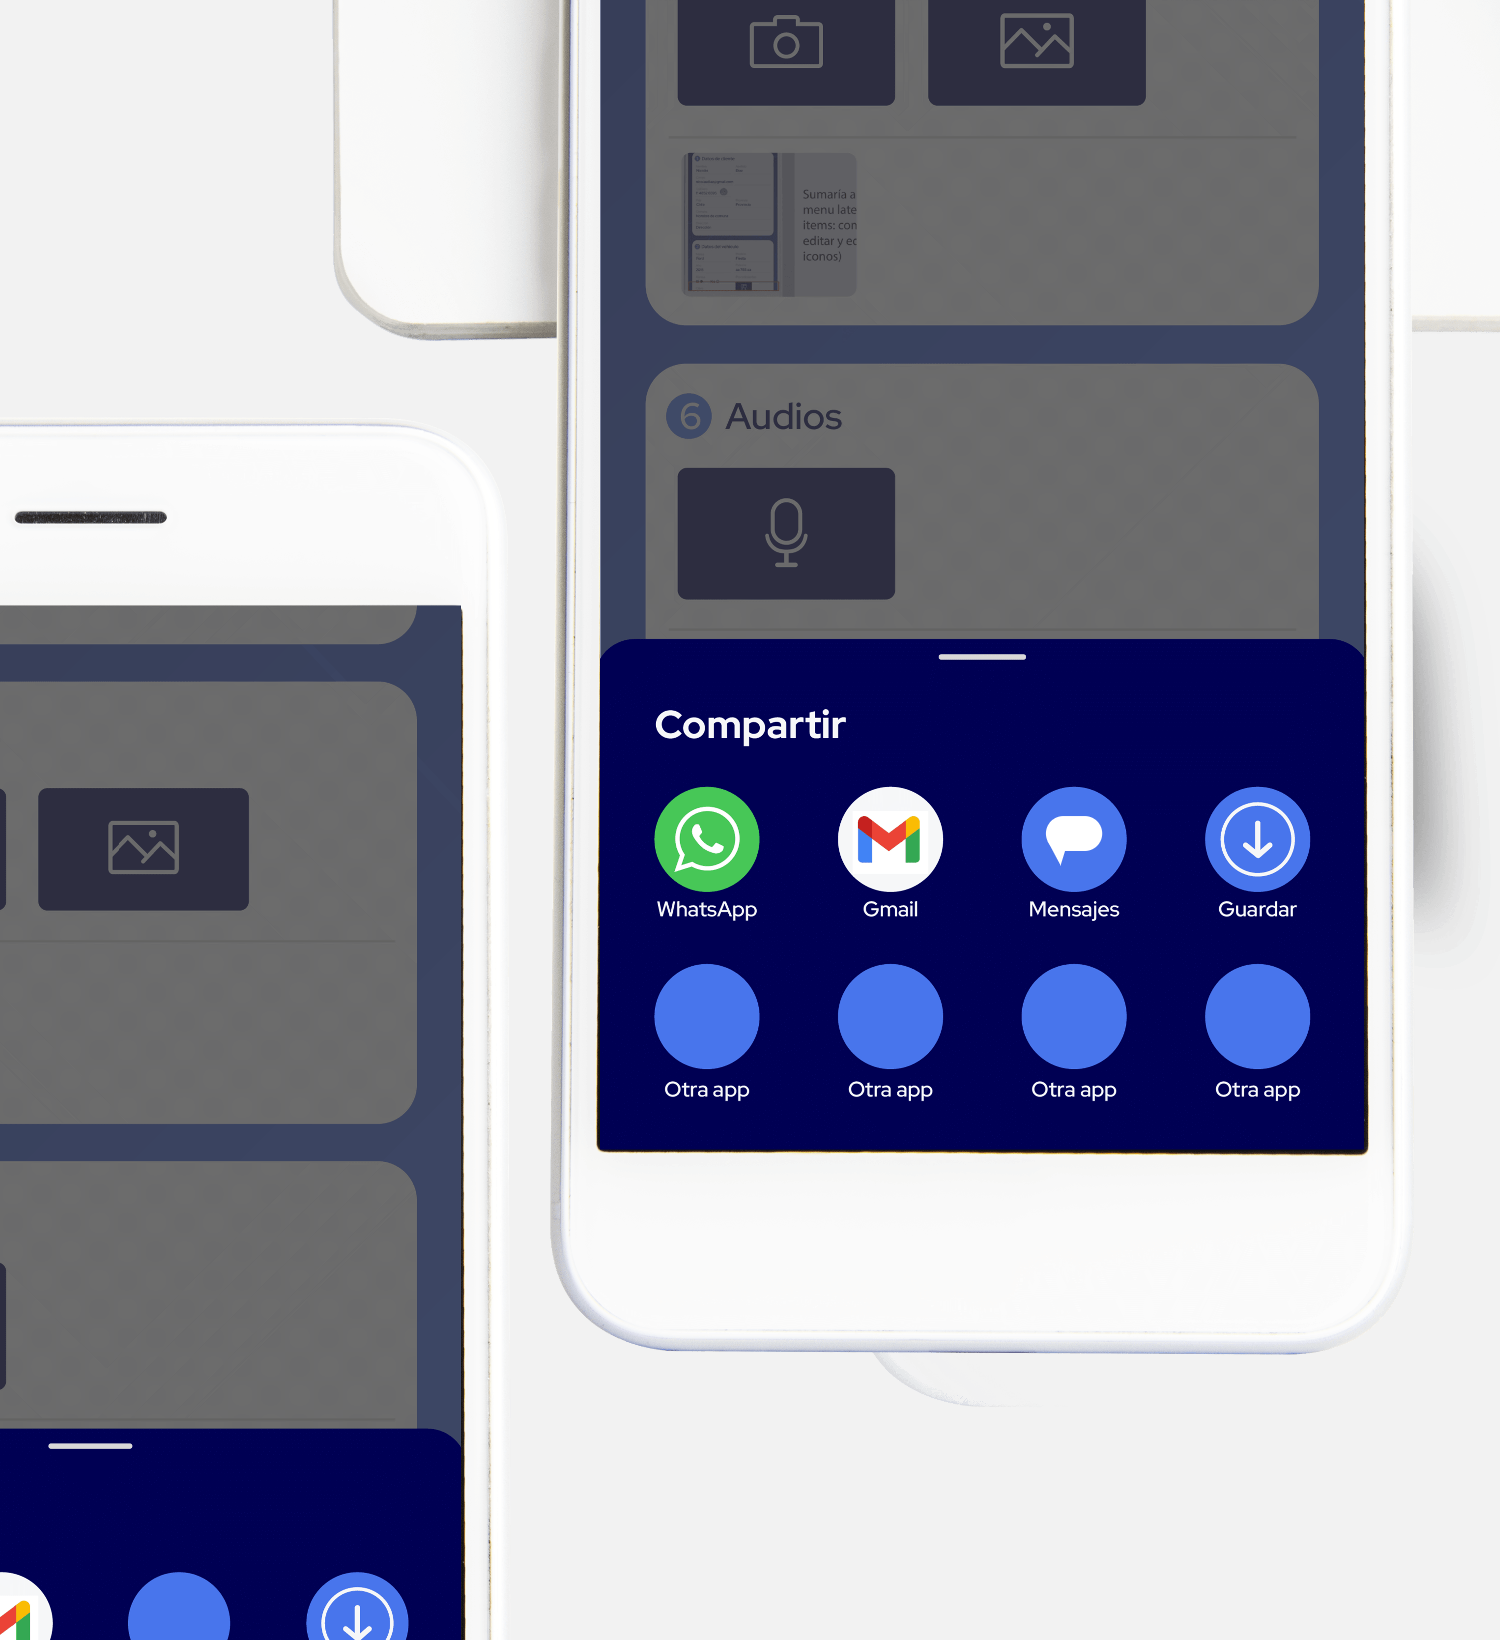 Sumaria a
menu late
items: con
editar y ec
iconos)
6 Audios
Compartir
WhatsApp
Gmail
Mensajes
Guardar
Otra app
Otra app
Otra app
Otra app